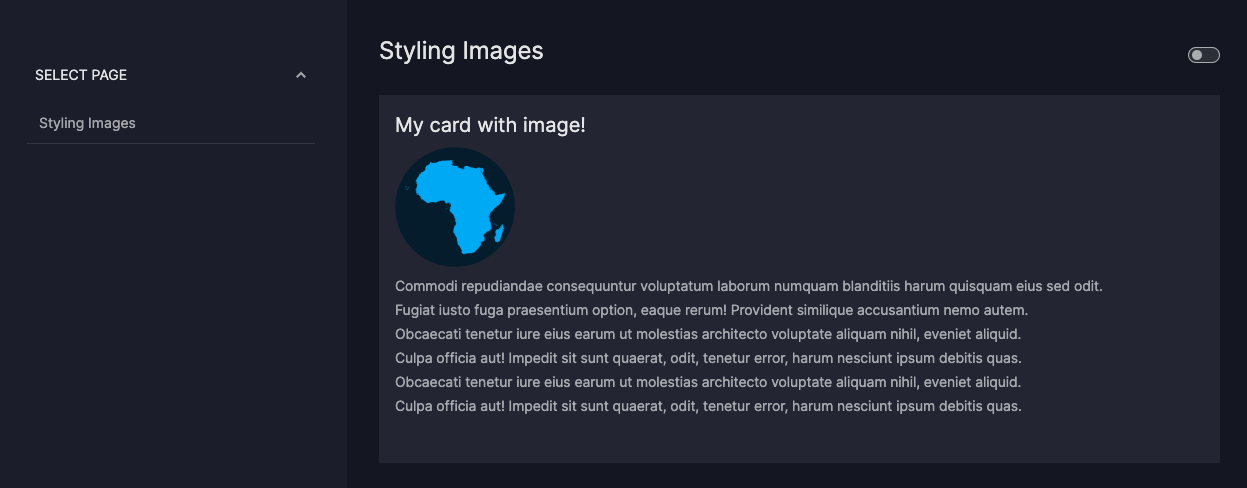 SELECT PAGE
Styling Images
Styling Images
My card with image!
Commodi repudiandae consequuntur voluptatum laborum numquam blanditiis harum quisquam eius sed odit.
Fugiat iusto fuga praesentium option, eaque rerum! Provident similique accusantium nemo autem.
Obcaecati tenetur iure eius earum ut molestias architecto voluptate aliquam nihil, eveniet aliquid.
Culpa officia aut! Impedit sit sunt quaerat, odit, tenetur error, harum nesciunt ipsum debitis quas.
Obcaecati tenetur iure eius earum ut molestias architecto voluptate aliquam nihil, eveniet aliquid.
Culpa officia aut! Impedit sit sunt quaerat, odit, tenetur error, harum nesciunt ipsum debitis quas.